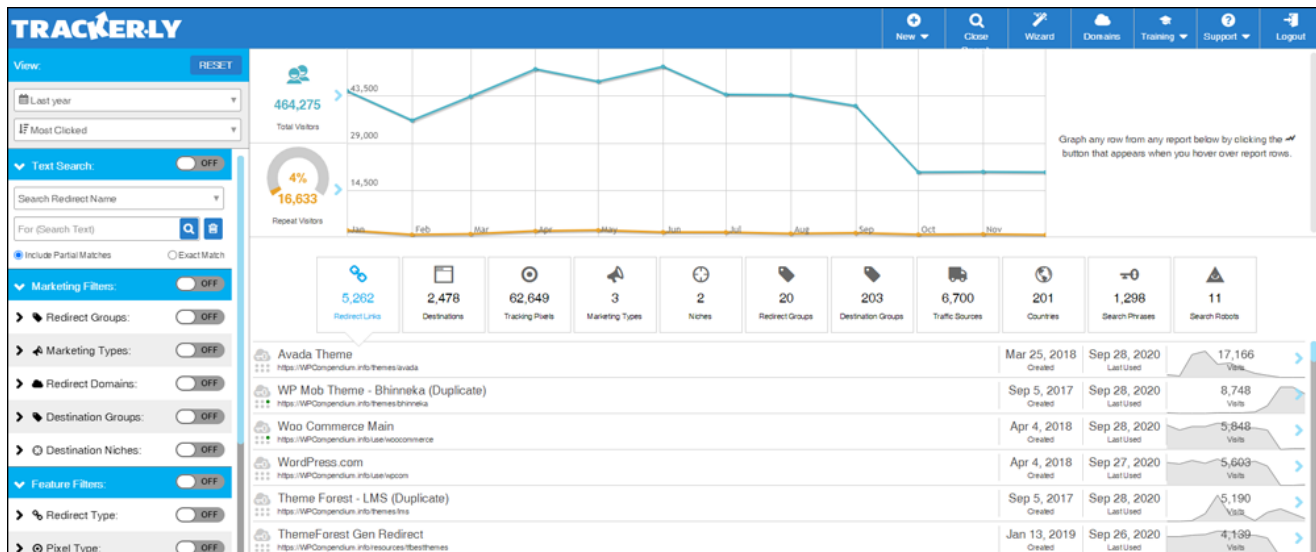 TRACKERLY
New
Close
Wizard
Domains
Training
Support
Logout
View:
RESET
Last year
Most Clicked
Text Search:
OFF
Search Redirect Name
For (Search Text)
Include Partial Matches
Exact Match
Marketing Filters:
OFF
Redirect Groups:
OFF
Marketing Types:
OFF
Redirect Domains:
OFF
Destination Groups:
OFF
Destination Niches:
OFF
Feature Filters:
OFF
Redirect Type:
OFF
Pixel Type:
OFF
464,275
Total Visitors
4%
16,633
Repeat Visitors
43,500
29,000
14,500
Jan
Feb
Mar
Apr
May
Jun
Jul
Aug
Sep
Oct
Nov
Graph any row from any report below by clicking the
button that appears when you hover over report rows.
5,262
Redirect Links
2,478
Destinations
62,649
Tracking Pixels
3
Marketing Types
2
Niches
20
Redirect Groups
203
Destination Groups
6,700
Traffic Sources
201
Countries
1,298
Search Phrases
11
Search Robots
Avada Theme
https://WPCompendium.info/themes/avada
Mar 25, 2018
Created
Sep 28, 2020
Last Used
17,166
Visits
WP Mob Theme - Bhinneka (Duplicate)
https://WPCompendium.info/themes/bhinneka
Sep 5, 2017
Created
Sep 28, 2020
Last Used
8,748
Visits
Woo Commerce Main
https://WPCompendium.info/use/woocommerce
Apr 4, 2018
Created
Sep 28, 2020
Last Used
5,848
Visits
WordPress.com
https://WPCompendium.info/use/wpcom
Apr 4, 2018
Created
Sep 27, 2020
Last Used
5,603
Visits
Theme Forest - LMS (Duplicate)
https://WPCompendium.info/themes/lms
Sep 5, 2017
Created
Sep 28, 2020
Last Used
5,190
Visits
ThemeForest Gen Redirect
https://WPCompendium.info/resources/tfbestthemes
Jan 13, 2019
Created
Sep 26, 2020
Last Used
4,139
Visits